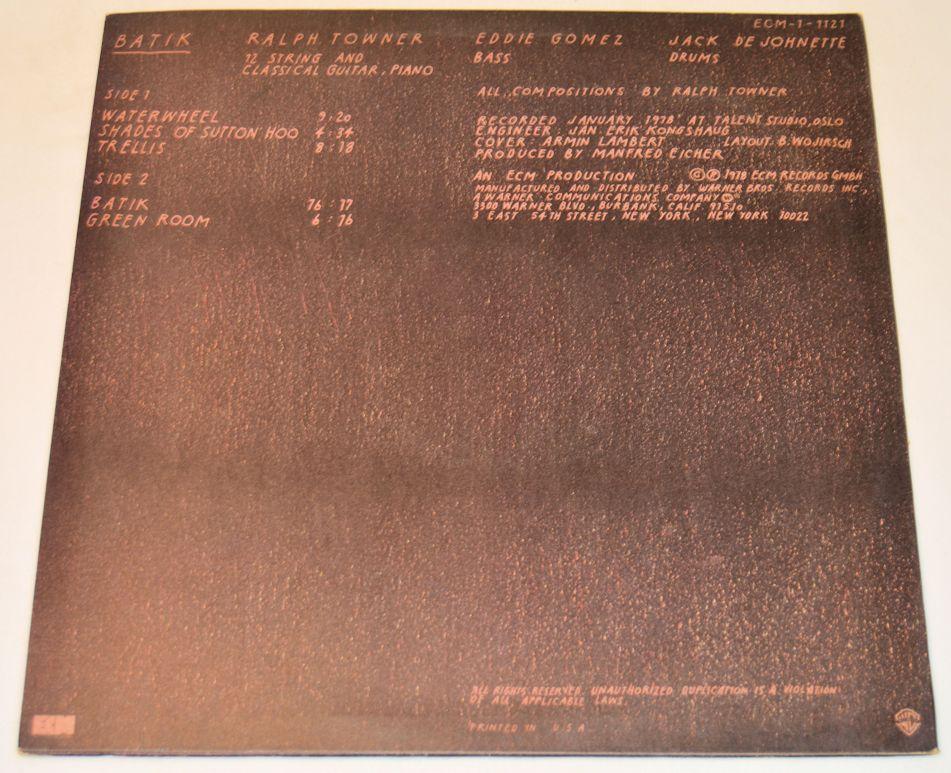 ECM-1-1121
BATIK
RALPH TOWNER
12 STRING AND
CLASSICAL GUITAR, PIANO
EDDIE GOMEZ
BASS
JACK DE JOHNETTE
DRUMS
SIDE 1
WATERWHEEL 9:20
SHADES OF SUTTON HOO 4:34
TRELLIS 8:18
SIDE 2
BATIK 16:17
GREEN ROOM 6:16
ALL COMPOSITIONS BY RALPH TOWNER
RECORDED JANUARY 1978 AT TALENT STUDIO, OSLO
ENGINEER JAN ERIK KONGSHAUG
COVER: ARMIN LAMBERT LAYOUT: B. WOJIRSCH
PRODUCED BY MANFRED EICHER
AN ECM PRODUCTION © ℗ 1978 ECM RECORDS GMBH
MANUFACTURED AND DISTRIBUTED BY WARNER BROS. RECORDS INC.,
A WARNER COMMUNICATIONS COMPANY
3300 WARNER BLVD., BURBANK, CALIF. 91510
3 EAST 54TH STREET, NEW YORK, NEW YORK 10022
ALL RIGHTS RESERVED. UNAUTHORIZED DUPLICATION IS A VIOLATION
OF ALL APPLICABLE LAWS.
ECM
PRINTED IN U.S.A